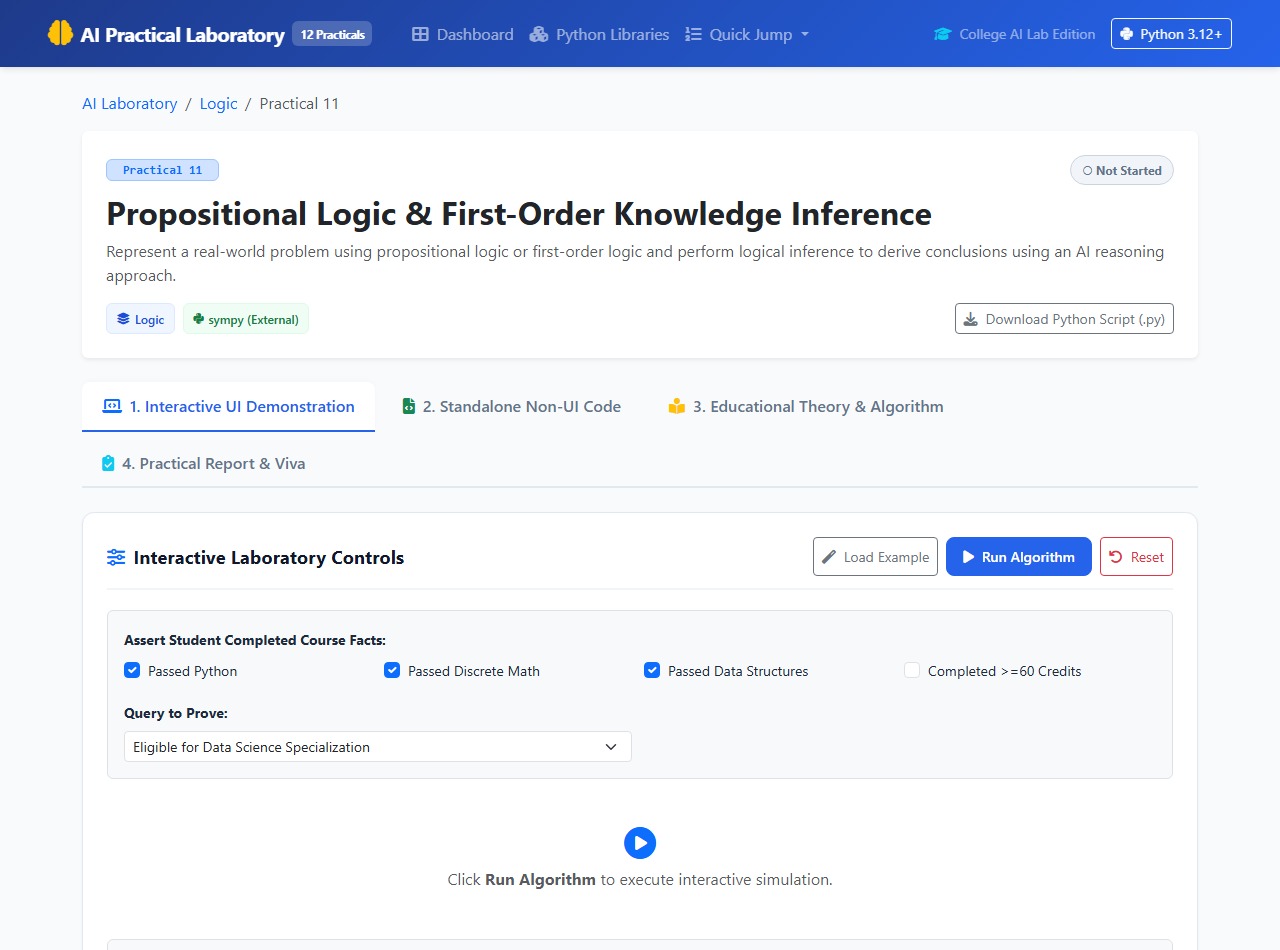 AI Practical Laboratory 12 Practicals Dashboard Python Libraries Quick Jump College AI Lab Edition Python 3.12+
AI Laboratory / Logic / Practical 11
Practical 11 Not Started
Propositional Logic & First-Order Knowledge Inference
Represent a real-world problem using propositional logic or first-order logic and perform logical inference to derive conclusions using an AI reasoning
approach.
Logic sympy (External) Download Python Script (.py)
1. Interactive UI Demonstration 2. Standalone Non-UI Code 3. Educational Theory & Algorithm
4. Practical Report & Viva
Interactive Laboratory Controls Load Example Run Algorithm Reset
Assert Student Completed Course Facts:
Passed Python Passed Discrete Math Passed Data Structures Completed >=60 Credits
Query to Prove:
Eligible for Data Science Specialization
Click Run Algorithm to execute interactive simulation.